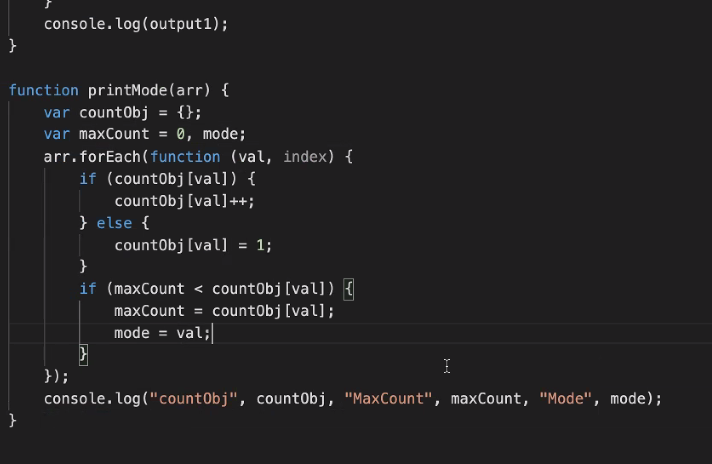 }
console.log(output1);
}
function printMode(arr) {
var countObj = {};
var maxCount = 0, mode;
arr.forEach(function (val, index) {
if (countObj[val]) {
countObj[val]++;
} else {
countObj[val] = 1;
}
if (maxCount < countObj[val]) {
maxCount = countObj[val];
mode = val;
}
});
console.log("countObj", countObj, "MaxCount", maxCount, "Mode", mode);
}